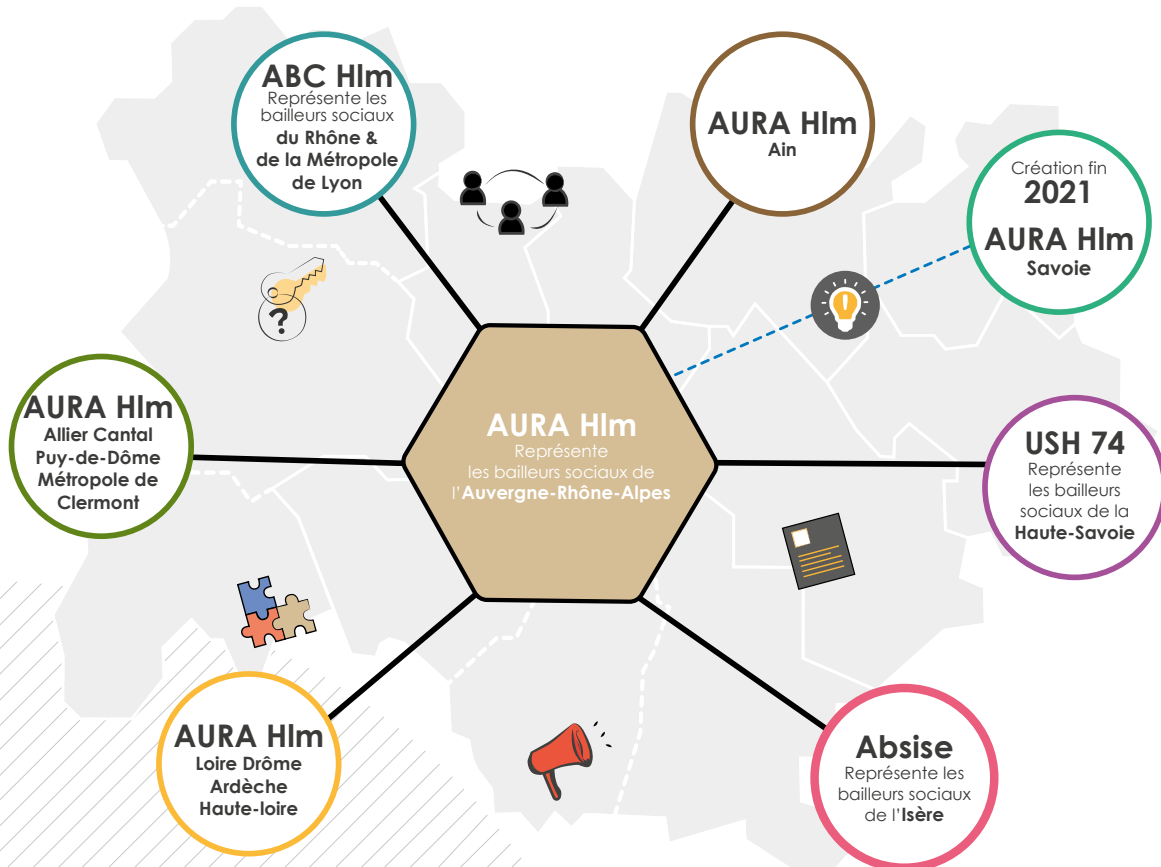 ABC Hlm
Représente les
bailleurs sociaux
du Rhône &
de la Métropole
de Lyon
AURA Hlm
Ain
Création fin
2021
AURA Hlm
Savoie
?
AURA Hlm
Allier Cantal
Puy-de-Dôme
Métropole de
Clermont
AURA Hlm
Représente
les bailleurs sociaux de
l'Auvergne-Rhône-Alpes
USH 74
Représente
les bailleurs
sociaux de la
Haute-Savoie
AURA Hlm
Loire Drôme
Ardèche
Haute-loire
Absise
Représente les
bailleurs sociaux
de l'Isère